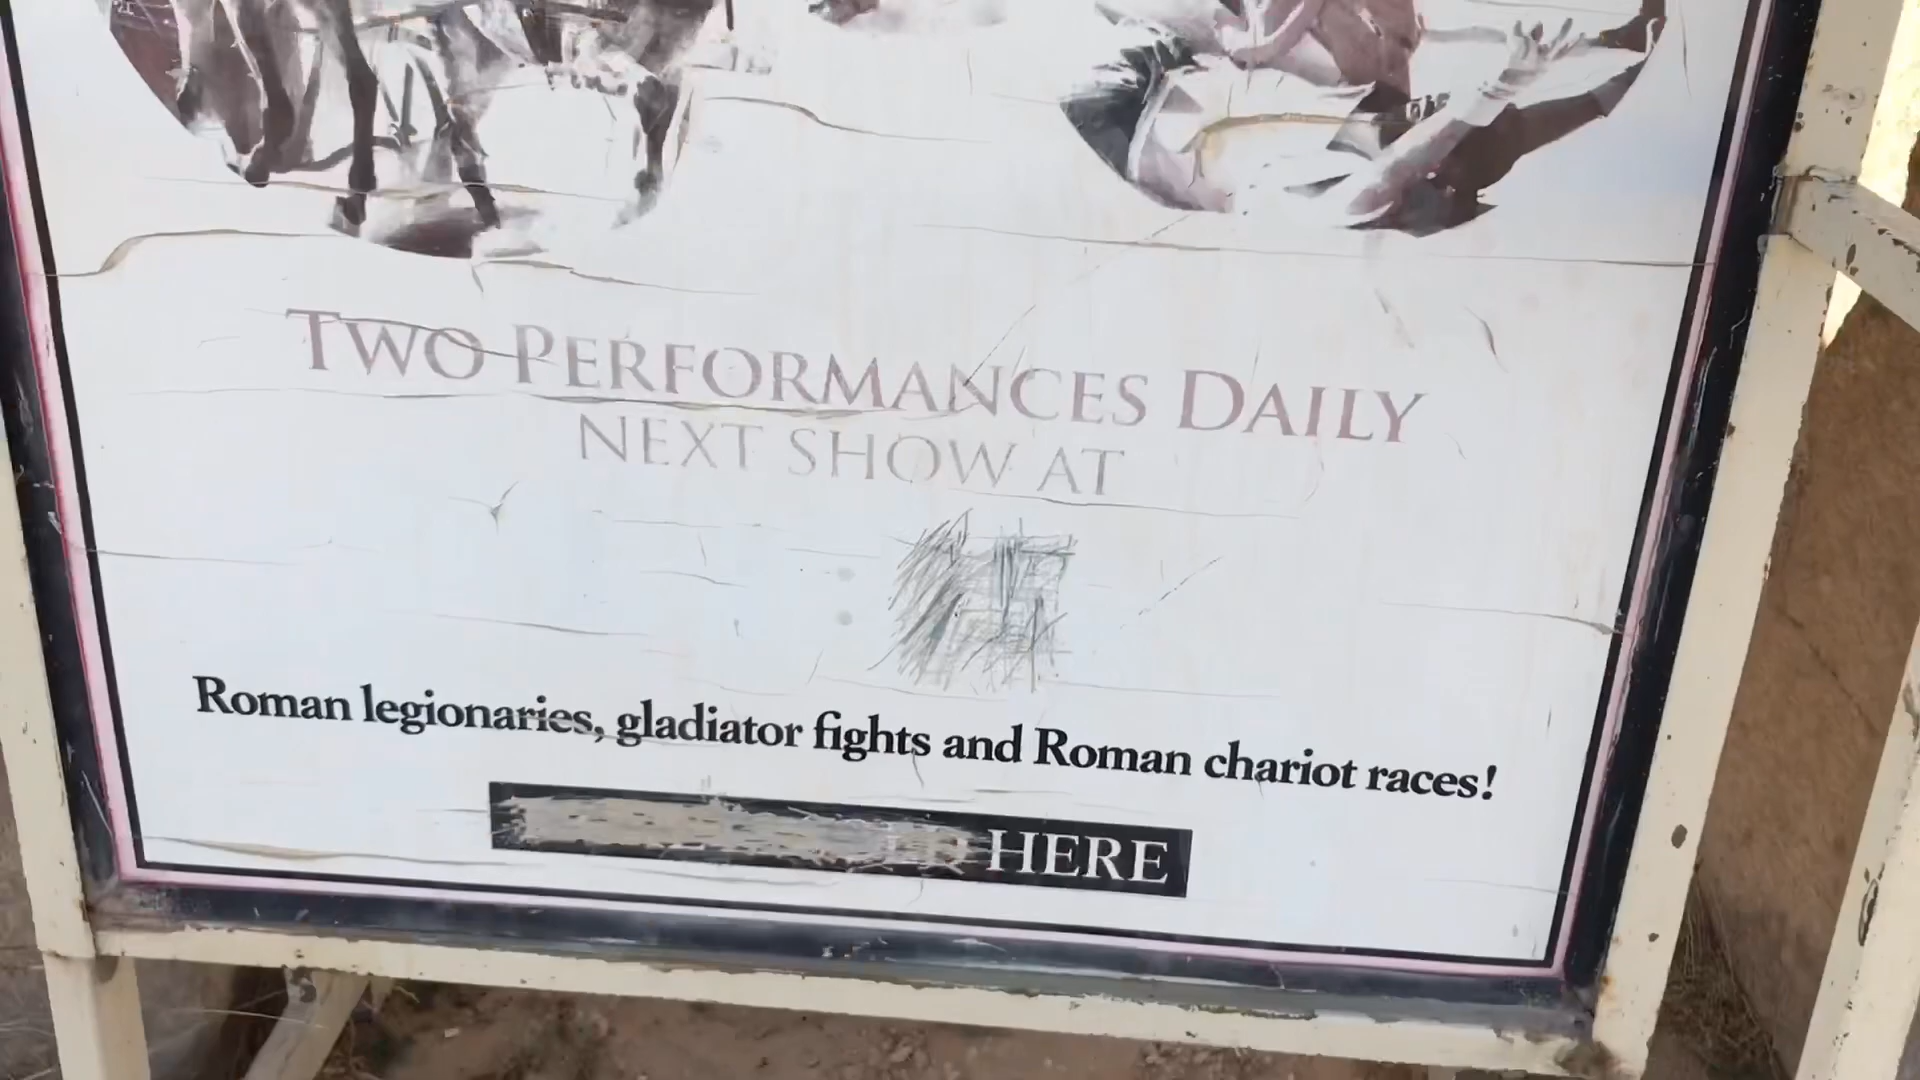 TWO PERFORMANCES DAILY
NEXT SHOW AT
Roman legionaries, gladiator fights and Roman chariot races!
HERE